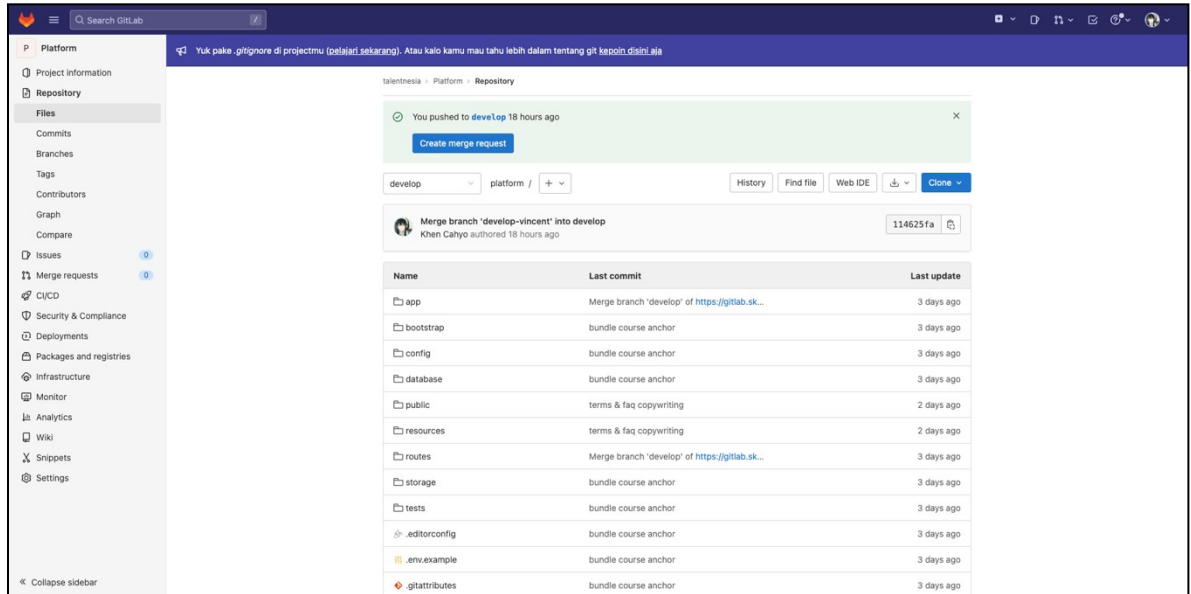 Search GitLab /
P Platform
Yuk pake .gitignore di projectmu (pelajari sekarang). Atau kalo kamu mau tahu lebih dalam tentang git kepoin disini aja
Project information
Repository
Files
Commits
Branches
Tags
Contributors
Graph
Compare
Issues 0
Merge requests 0
CI/CD
Security & Compliance
Deployments
Packages and registries
Infrastructure
Monitor
Analytics
Wiki
Snippets
Settings
Collapse sidebar
talentnesia > Platform > Repository
You pushed to develop 18 hours ago
Create merge request
develop platform / + History Find file Web IDE Clone
Merge branch 'develop-vincent' into develop
Khen Cahyo authored 18 hours ago
114625fa
Name Last commit Last update
app Merge branch 'develop' of https://gitlab.sk... 3 days ago
bootstrap bundle course anchor 3 days ago
config bundle course anchor 3 days ago
database bundle course anchor 3 days ago
public terms & faq copywriting 2 days ago
resources terms & faq copywriting 2 days ago
routes Merge branch 'develop' of https://gitlab.sk... 3 days ago
storage bundle course anchor 3 days ago
tests bundle course anchor 3 days ago
.editorconfig bundle course anchor 3 days ago
.env.example bundle course anchor 3 days ago
.gitattributes bundle course anchor 3 days ago